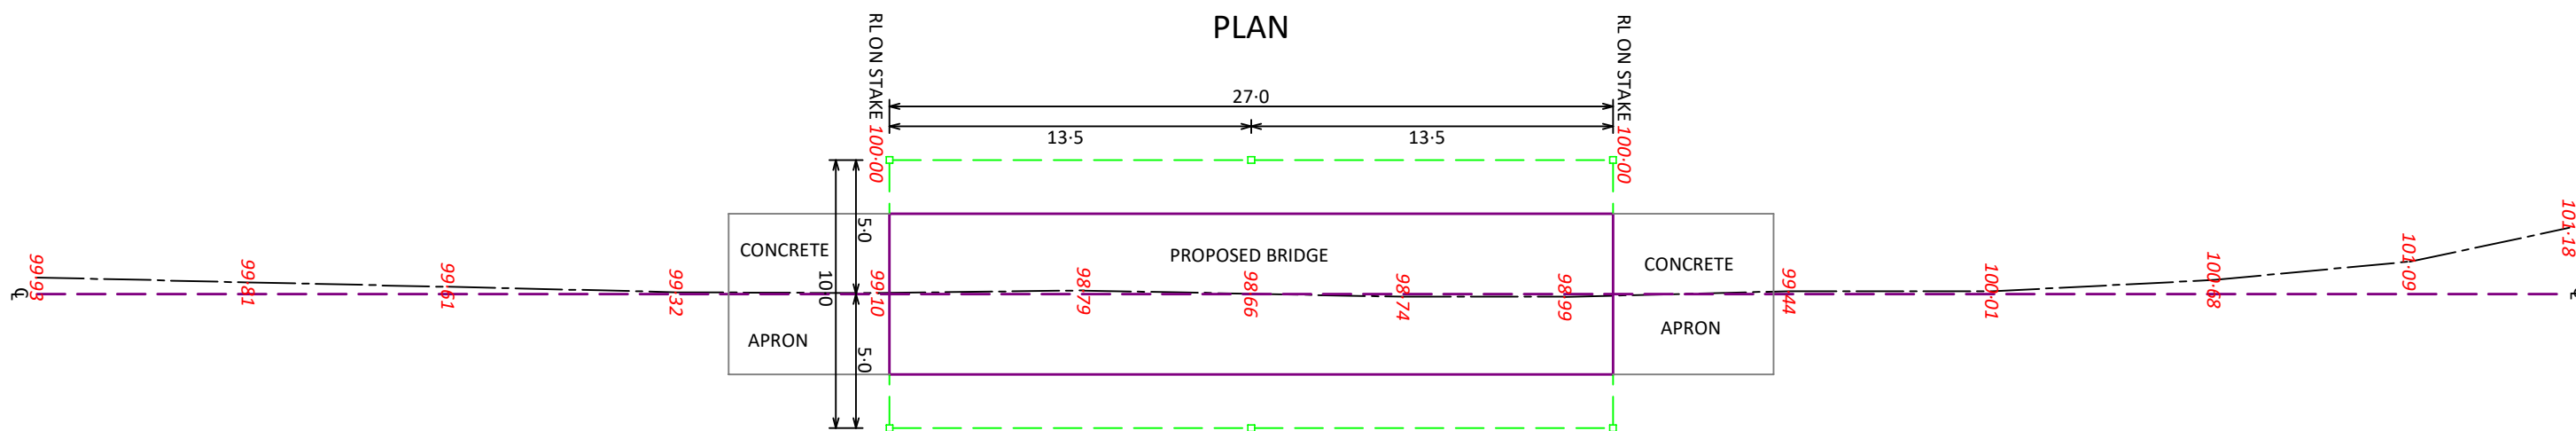 PLAN
RL ON STAKE 100·00
RL ON STAKE 100·00
27·0
13·5
13·5
5·0
10·0
5·0
CONCRETE
APRON
PROPOSED BRIDGE
CONCRETE
APRON
99·93
99·81
99·61
99·32
99·10
98·79
98·66
98·74
98·99
99·44
100·01
100·68
101·09
101·18